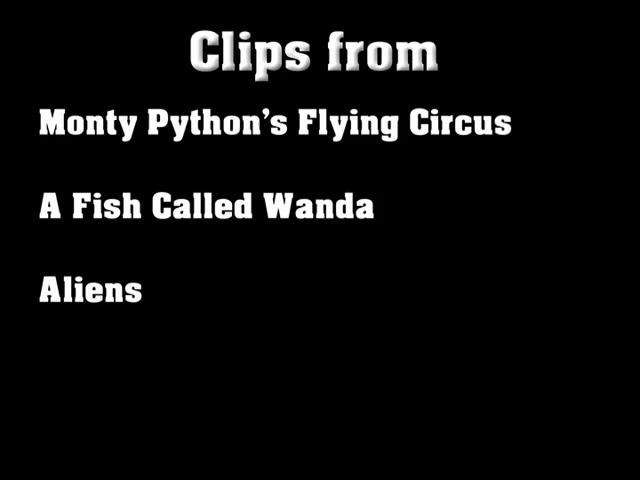 Clips from
Monty Python's Flying Circus
A Fish Called Wanda
Aliens